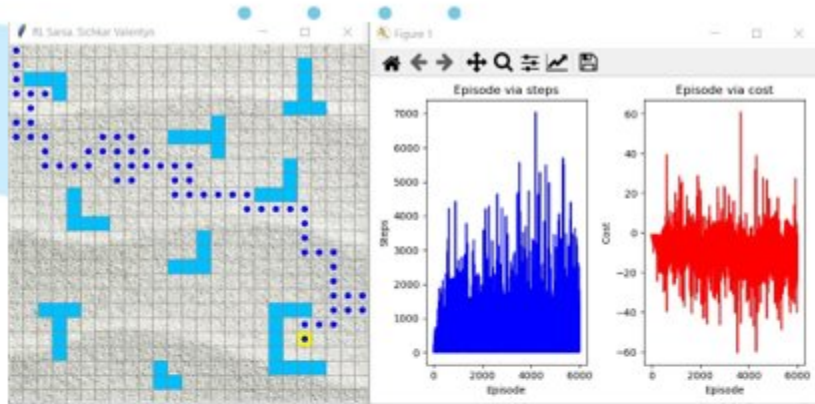 RL Sarsa. Sichkar Valentyn
Figure 1
Episode via steps
7000
6000
5000
4000
3000
2000
1000
0
Steps
0 2000 4000 6000
Episode
Episode via cost
60
40
20
0
−20
−40
−60
Cost
0 2000 4000 6000
Episode